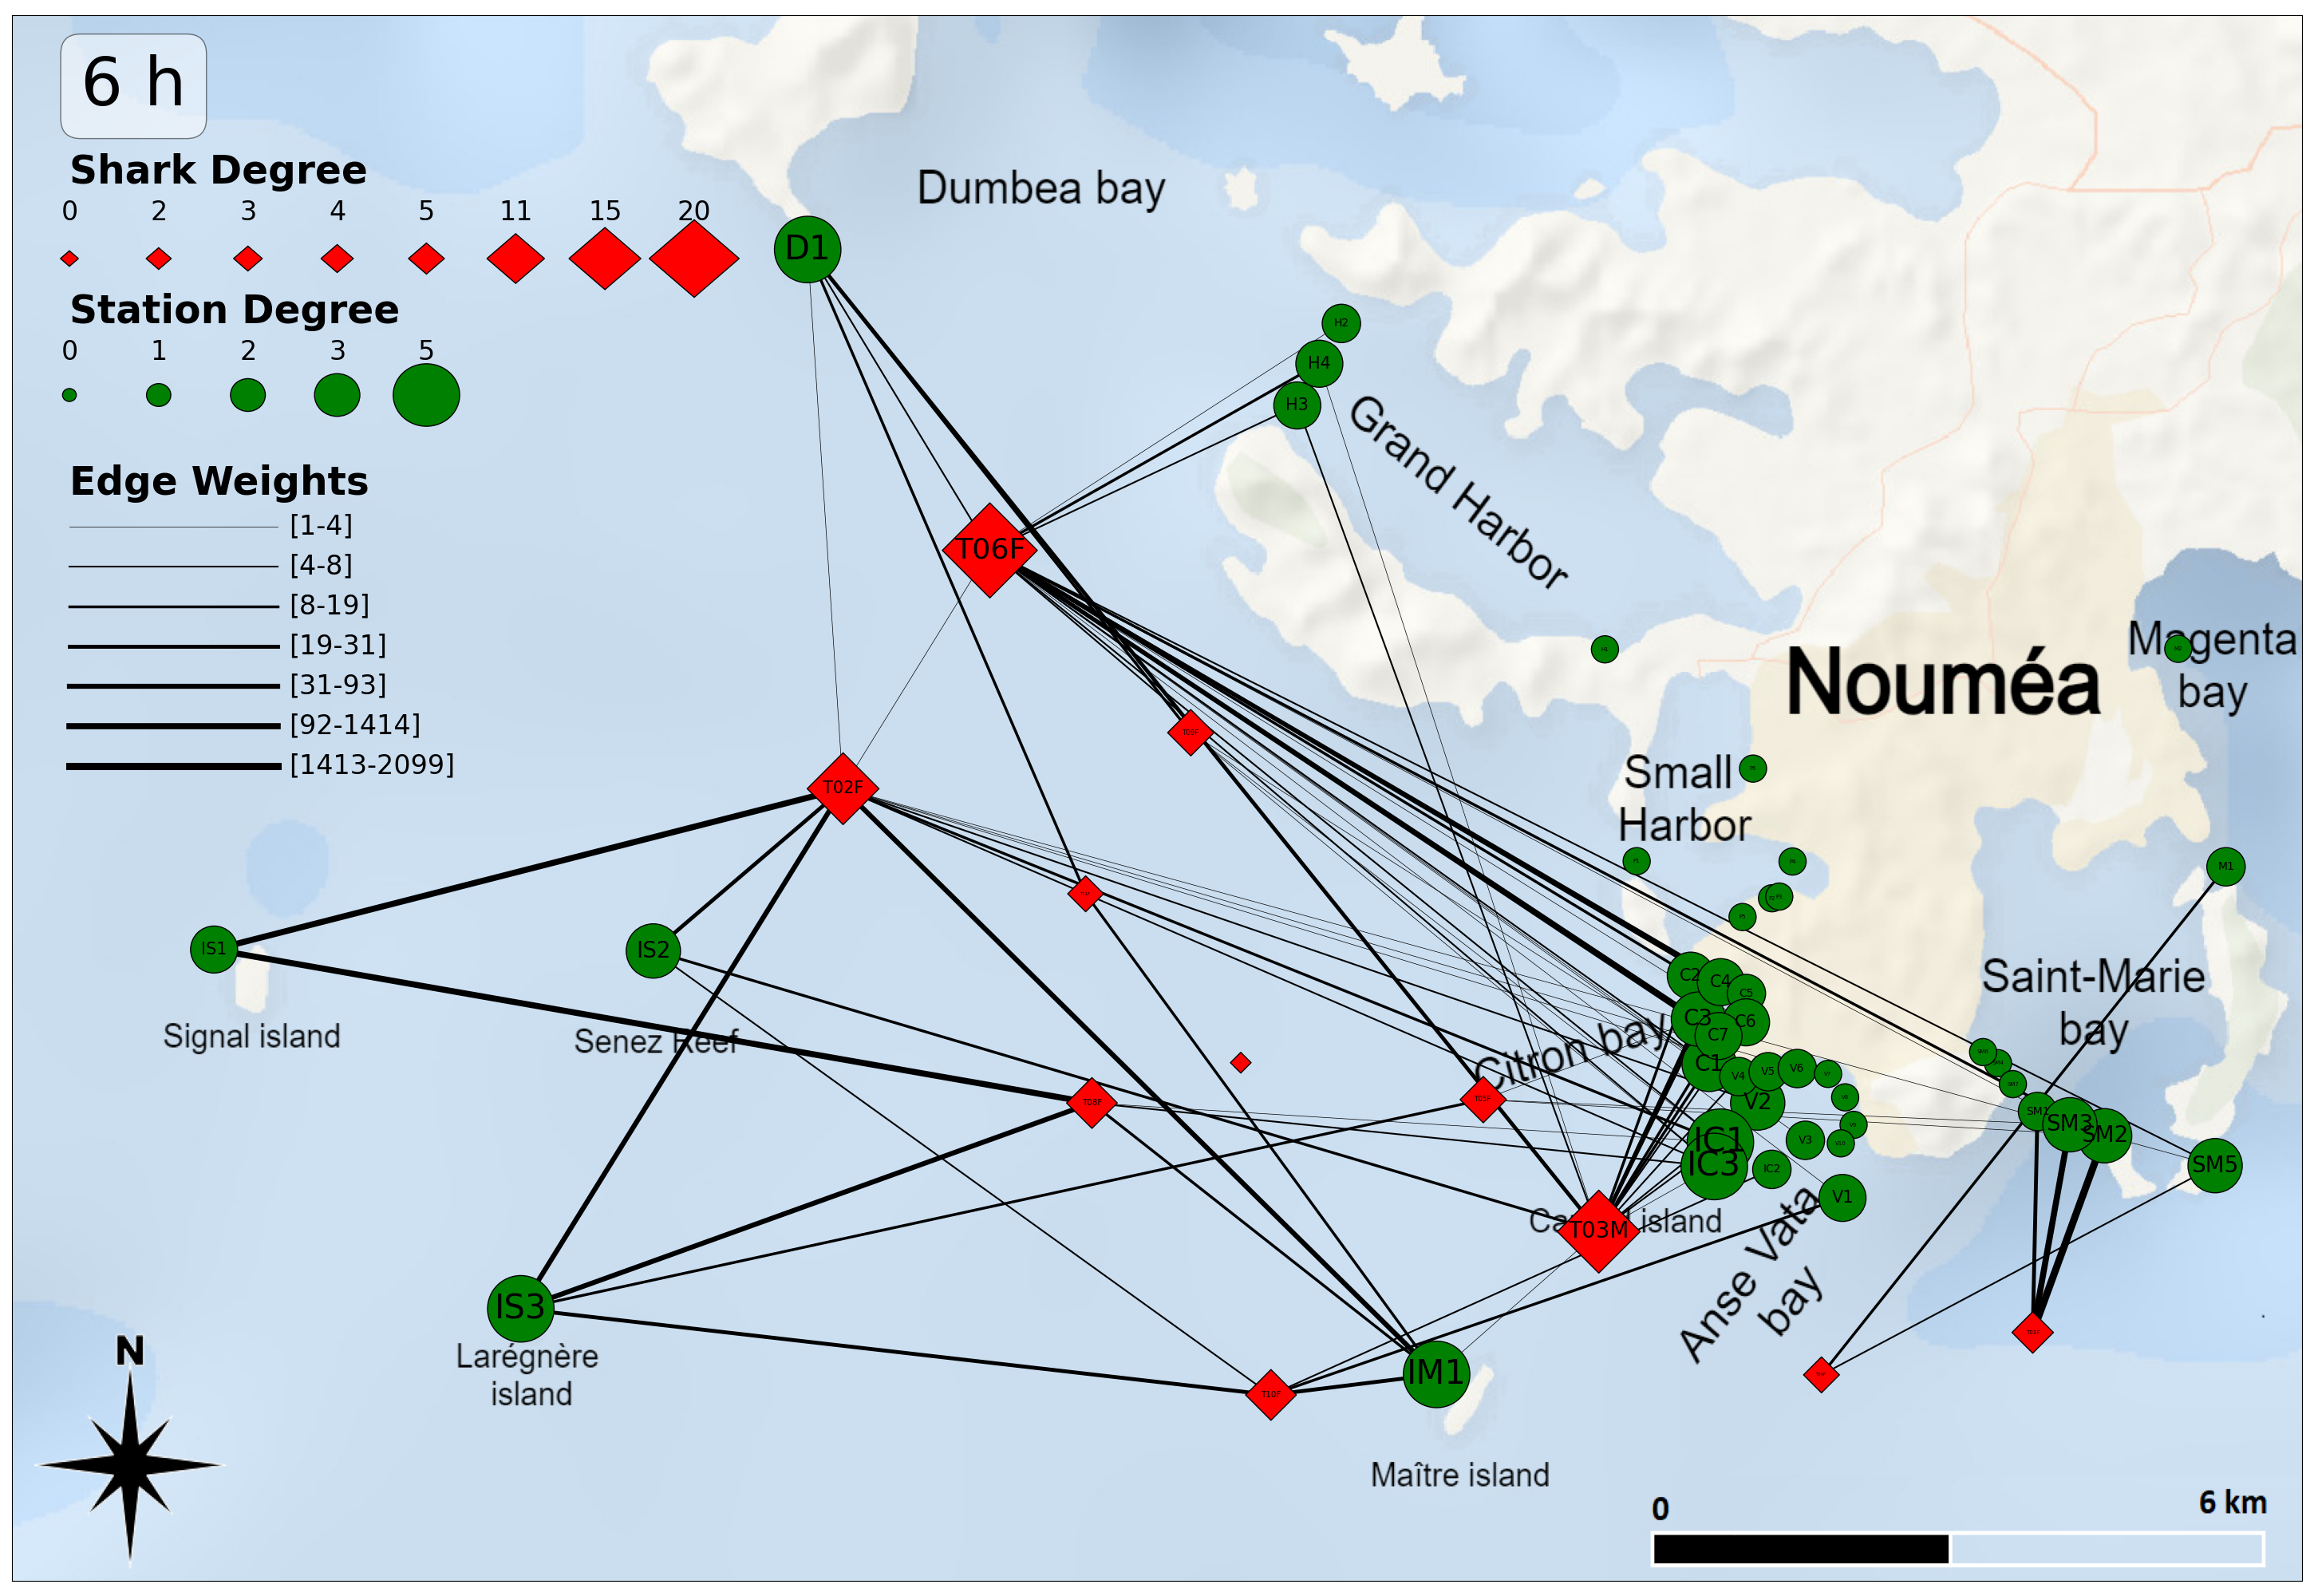 6 h
Shark Degree
0 2 3 4 5 11 15 20
Station Degree
0 1 2 3 5
Edge Weights
[1-4]
[4-8]
[8-19]
[19-31]
[31-93]
[92-1414]
[1413-2099]
Dumbea bay
D1
H2
H4
H3
Grand Harbor
T06F
H1
Magenta
bay
M2
Nouméa
T09F
T02F
Small
Harbor
M1
IS1
IS2
Signal island
Senez Reef
Citron bay
Saint-Marie
bay
C2
C4
C5
C3
C6
C7
C1
V4
V5
V6
V7
V2
V3
V10
IC1
IC3
IC2
V1
SM1
SM3
SM2
SM5
T08F
T05F
T03M
island
Anse Vata
bay
IS3
Larégnère
island
T10F
IM1
Maître island
N
0
6 km